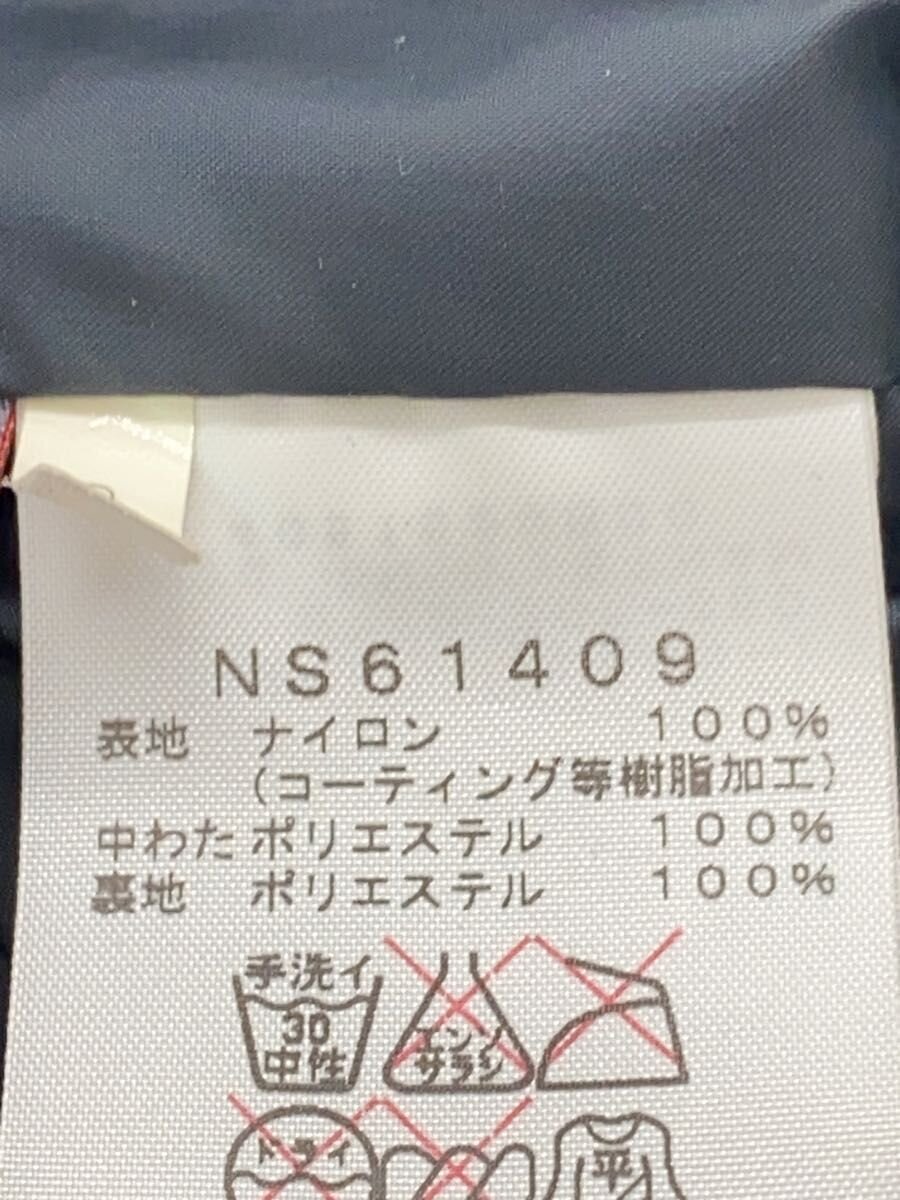 NS61409
表地 ナイロン 100%
(コーティング等樹脂加工)
中わた ポリエステル 100%
裏地 ポリエステル 100%
手洗イ
30
中性
エンソ
サラシ
ドライ
平